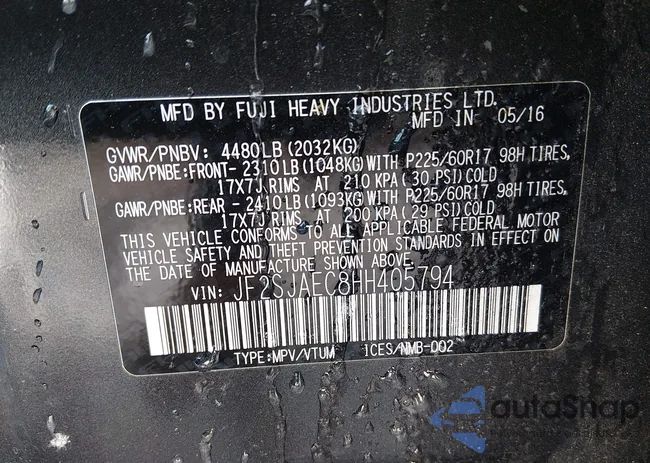 MFD BY FUJI HEAVY INDUSTRIES LTD.
MFD IN 05/16
GVWR/PNBV: 4480LB (2032KG)
GAWR/PNBE:FRONT- 2310LB (1048KG) WITH P225/60R17 98H TIRES,
17X7J RIMS AT 210 KPA (30 PSI) COLD
GAWR/PNBE:REAR - 2410LB (1093KG) WITH P225/60R17 98H TIRES,
17X7J RIMS AT 200 KPA (29 PSI) COLD
THIS VEHICLE CONFORMS TO ALL APPLICABLE FEDERAL MOTOR
VEHICLE SAFETY AND THEFT PREVENTION STANDARDS IN EFFECT ON
THE DATE OF MANUFACTURE SHOWN ABOVE.
VIN: JF2SJAEC8HH405794
TYPE:MPV/VTUM ICES/NMB-002
autoSnap